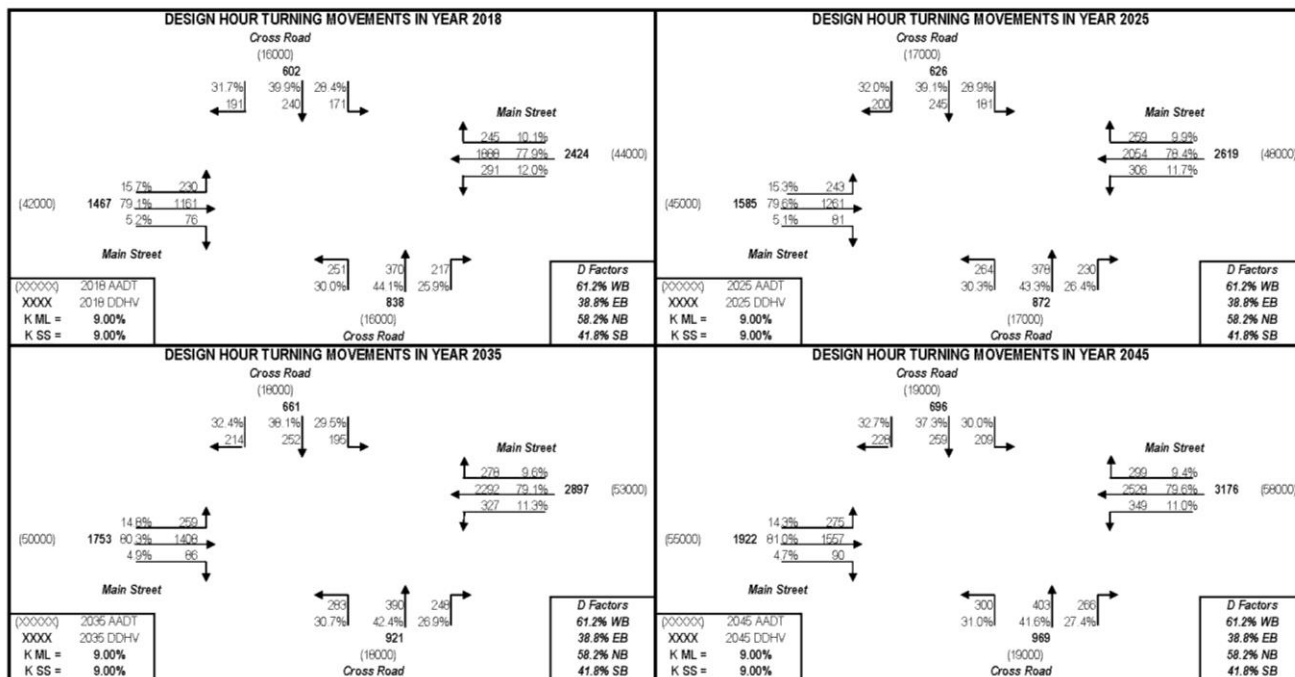 DESIGN HOUR TURNING MOVEMENTS IN YEAR 2018
Cross Road
(16000)
602
31.7% 39.9% 28.4%
191 240 171
Main Street
245 10.1%
1888 77.9% 2424 (44000)
291 12.0%
15.7% 230
(42000) 1467 79.1% 1161
5.2% 76
Main Street
251 370 217
30.0% 44.1% 25.9%
838
(16000)
Cross Road
(XXXXX) 2018 AADT
XXXX 2018 DDHV
K ML = 9.00%
K SS = 9.00%
D Factors
61.2% WB
38.8% EB
58.2% NB
41.8% SB
DESIGN HOUR TURNING MOVEMENTS IN YEAR 2025
Cross Road
(17000)
626
32.0% 39.1% 28.9%
200 245 181
Main Street
259 9.9%
2054 78.4% 2619 (48000)
306 11.7%
15.3% 243
(45000) 1585 79.6% 1261
5.1% 81
Main Street
264 378 230
30.3% 43.3% 26.4%
872
(17000)
Cross Road
(XXXXX) 2025 AADT
XXXX 2025 DDHV
K ML = 9.00%
K SS = 9.00%
D Factors
61.2% WB
38.8% EB
58.2% NB
41.8% SB
DESIGN HOUR TURNING MOVEMENTS IN YEAR 2035
Cross Road
(18000)
661
32.4% 38.1% 29.5%
214 252 195
Main Street
278 9.6%
2292 79.1% 2897 (53000)
327 11.3%
14.8% 259
(50000) 1753 80.3% 1408
4.9% 86
Main Street
283 390 248
30.7% 42.4% 26.9%
921
(18000)
Cross Road
(XXXXX) 2035 AADT
XXXX 2035 DDHV
K ML = 9.00%
K SS = 9.00%
D Factors
61.2% WB
38.8% EB
58.2% NB
41.8% SB
DESIGN HOUR TURNING MOVEMENTS IN YEAR 2045
Cross Road
(19000)
696
32.7% 37.3% 30.0%
228 259 209
Main Street
299 9.4%
2528 79.6% 3176 (58000)
349 11.0%
14.3% 275
(55000) 1922 81.0% 1557
4.7% 90
Main Street
300 403 266
31.0% 41.6% 27.4%
969
(19000)
Cross Road
(XXXXX) 2045 AADT
XXXX 2045 DDHV
K ML = 9.00%
K SS = 9.00%
D Factors
61.2% WB
38.8% EB
58.2% NB
41.8% SB